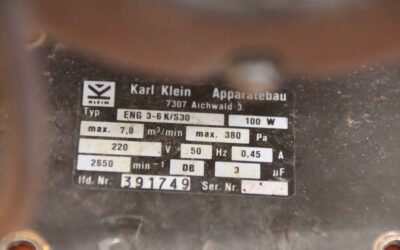 Karl Klein Apparatebau
KLEIN 7307 Aichwald 3
Typ ENG 3-6K/S30 100 W
max. 7,8 m³/min max. 380 Pa
220 V 50 Hz 0,45 A
2650 min⁻¹ DB 3 µF
lfd. Nr. 391749 Ser. Nr.